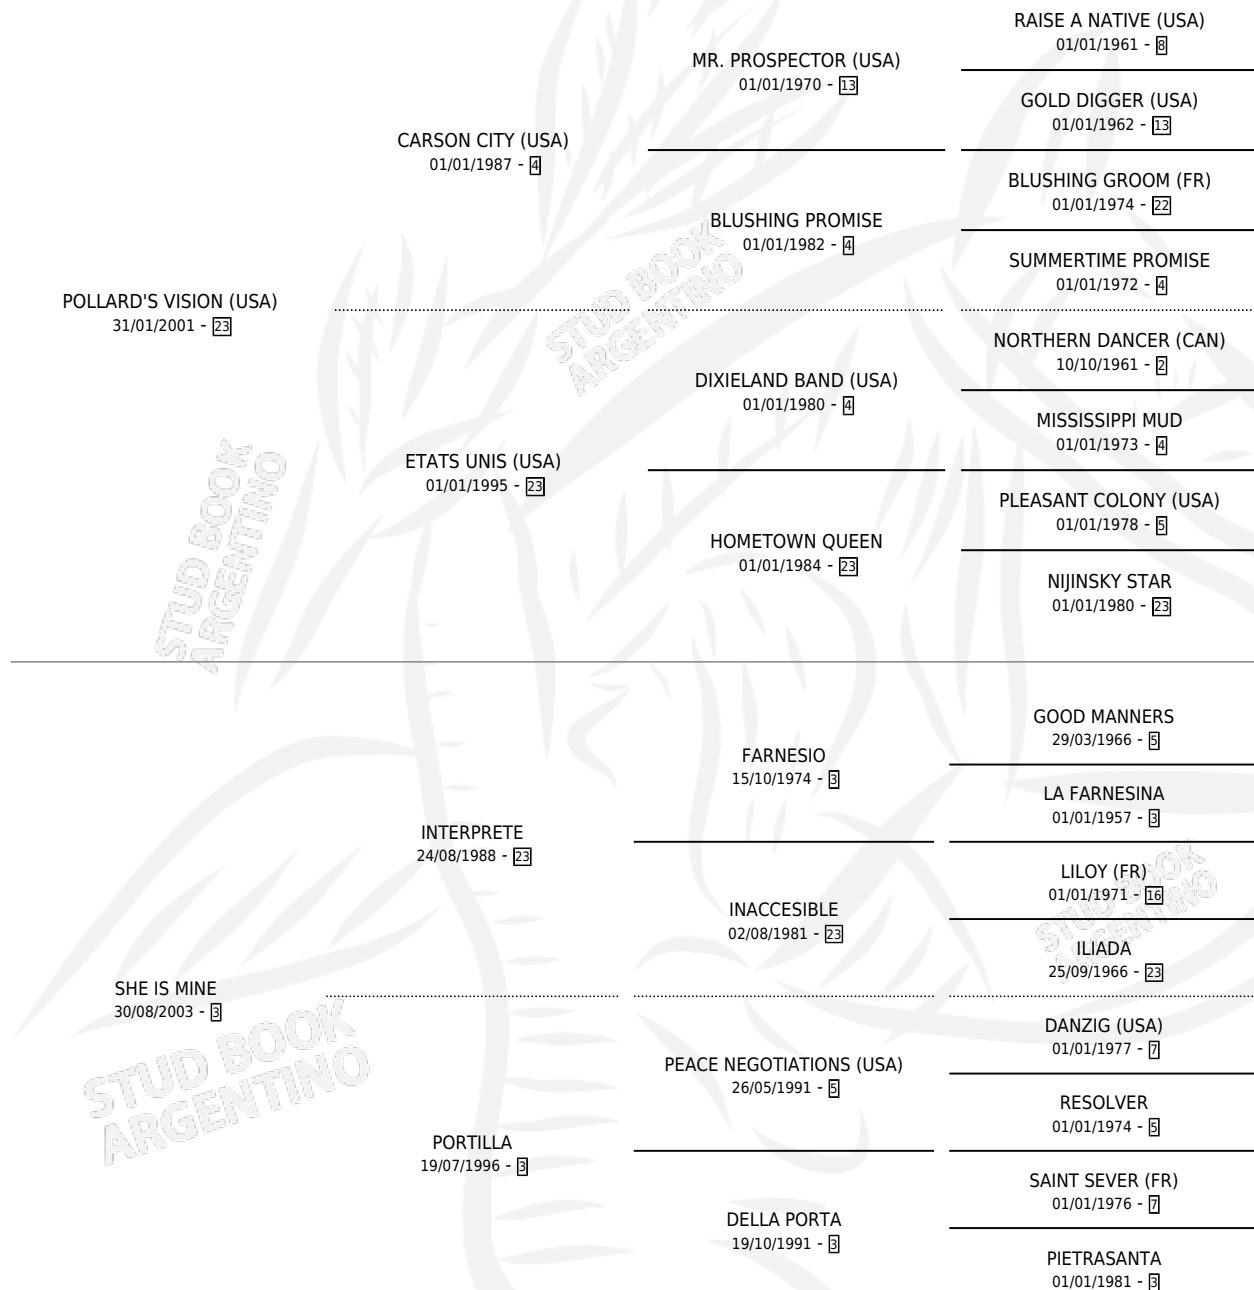 RAISE A NATIVE (USA)
01/01/1961 - 8
MR. PROSPECTOR (USA)
01/01/1970 - 13
GOLD DIGGER (USA)
01/01/1962 - 13
CARSON CITY (USA)
01/01/1987 - 4
BLUSHING GROOM (FR)
01/01/1974 - 22
BLUSHING PROMISE
01/01/1982 - 4
SUMMERTIME PROMISE
01/01/1972 - 4
POLLARD'S VISION (USA)
31/01/2001 - 23
STUD BOOK
ARGENTINO
NORTHERN DANCER (CAN)
10/10/1961 - 2
DIXIELAND BAND (USA)
01/01/1980 - 4
MISSISSIPPI MUD
01/01/1973 - 4
ETATS UNIS (USA)
01/01/1995 - 23
PLEASANT COLONY (USA)
01/01/1978 - 5
HOMETOWN QUEEN
01/01/1984 - 23
NIJINSKY STAR
01/01/1980 - 23
STUD BOOK
ARGENTINO
GOOD MANNERS
29/03/1966 - 5
FARNESIO
15/10/1974 - 3
LA FARNESINA
01/01/1957 - 3
INTERPRETE
24/08/1988 - 23
LILOY (FR)
01/01/1971 - 16
INACCESIBLE
02/08/1981 - 23
ILIADA
25/09/1966 - 23
STUD BOOK
ARGENTINO
SHE IS MINE
30/08/2003 - 3
DANZIG (USA)
01/01/1977 - 7
PEACE NEGOTIATIONS (USA)
26/05/1991 - 5
RESOLVER
01/01/1974 - 5
STUD BOOK
ARGENTINO
PORTILLA
19/07/1996 - 3
SAINT SEVER (FR)
01/01/1976 - 7
DELLA PORTA
19/10/1991 - 3
PIETRASANTA
01/01/1981 - 3